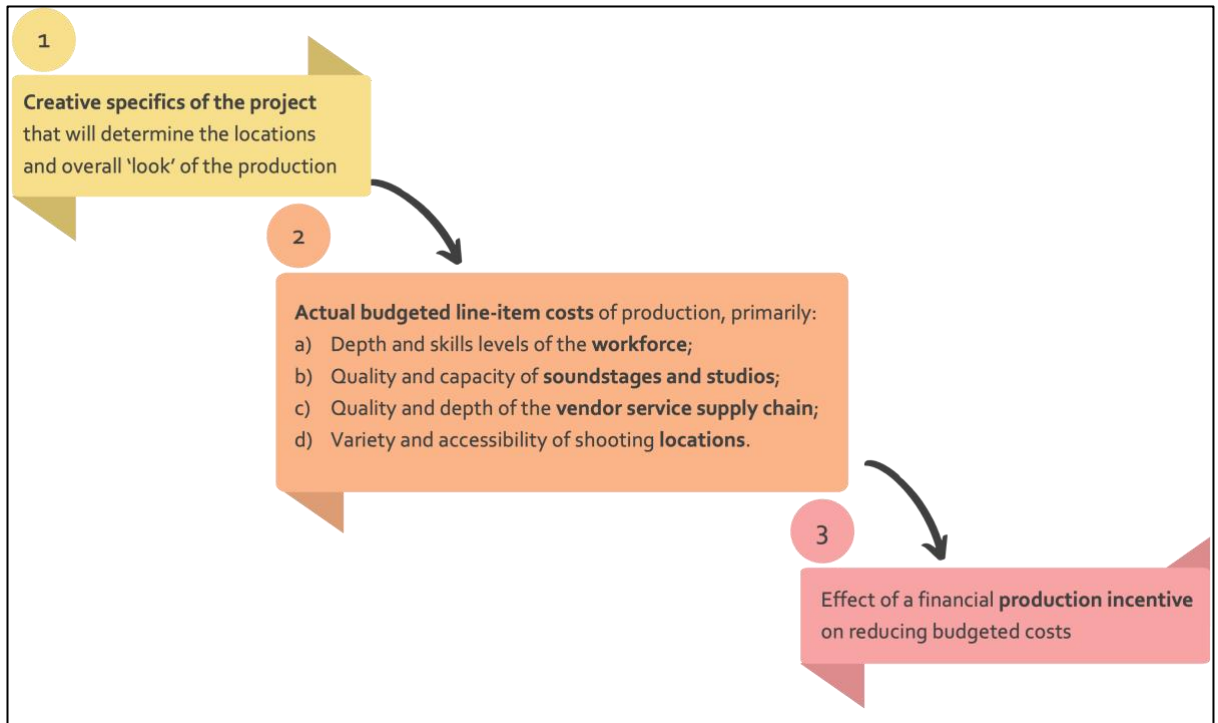 1
Creative specifics of the project
that will determine the locations
and overall ‘look’ of the production
2
Actual budgeted line-item costs of production, primarily:
a) Depth and skills levels of the workforce;
b) Quality and capacity of soundstages and studios;
c) Quality and depth of the vendor service supply chain;
d) Variety and accessibility of shooting locations.
3
Effect of a financial production incentive
on reducing budgeted costs